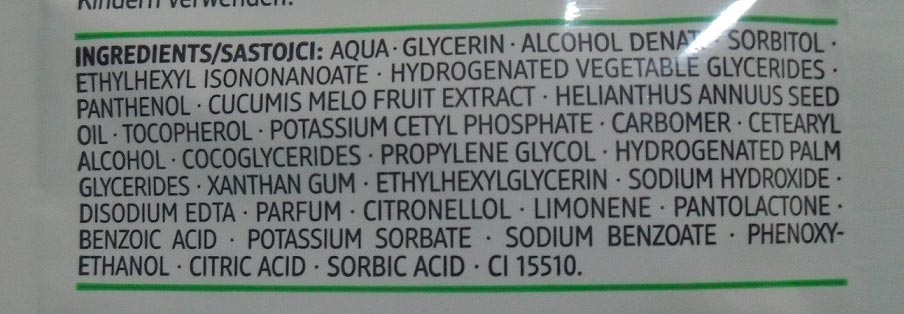 Kindern verwenden.
INGREDIENTS/SASTOJCI: AQUA · GLYCERIN · ALCOHOL DENAT. · SORBITOL ·
ETHYLHEXYL ISONONANOATE · HYDROGENATED VEGETABLE GLYCERIDES ·
PANTHENOL · CUCUMIS MELO FRUIT EXTRACT · HELIANTHUS ANNUUS SEED
OIL · TOCOPHEROL · POTASSIUM CETYL PHOSPHATE · CARBOMER · CETEARYL
ALCOHOL · COCOGLYCERIDES · PROPYLENE GLYCOL · HYDROGENATED PALM
GLYCERIDES · XANTHAN GUM · ETHYLHEXYLGLYCERIN · SODIUM HYDROXIDE ·
DISODIUM EDTA · PARFUM · CITRONELLOL · LIMONENE · PANTOLACTONE ·
BENZOIC ACID · POTASSIUM SORBATE · SODIUM BENZOATE · PHENOXY-
ETHANOL · CITRIC ACID · SORBIC ACID · CI 15510.